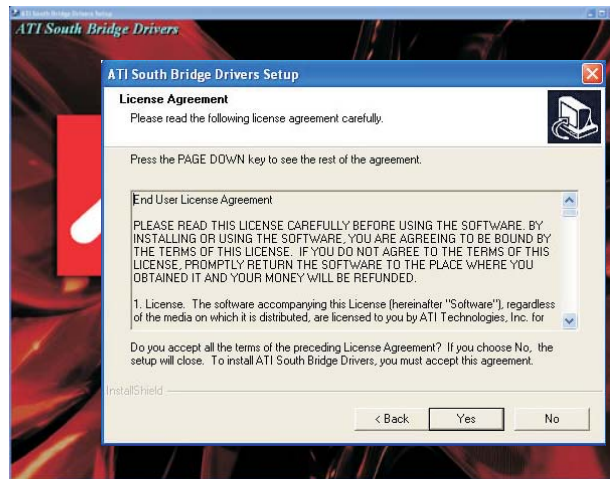 ATI South Bridge Drivers Setup
ATI South Bridge Drivers
ATI South Bridge Drivers Setup
License Agreement
Please read the following license agreement carefully.
Press the PAGE DOWN key to see the rest of the agreement.
End User License Agreement
PLEASE READ THIS LICENSE CAREFULLY BEFORE USING THE SOFTWARE. BY
INSTALLING OR USING THE SOFTWARE, YOU ARE AGREEING TO BE BOUND BY
THE TERMS OF THIS LICENSE. IF YOU DO NOT AGREE TO THE TERMS OF THIS
LICENSE, PROMPTLY RETURN THE SOFTWARE TO THE PLACE WHERE YOU
OBTAINED IT AND YOUR MONEY WILL BE REFUNDED.
1. License. The software accompanying this License (hereinafter "Software"), regardless
of the media on which it is distributed, are licensed to you by ATI Technologies, Inc. for
Do you accept all the terms of the preceding License Agreement? If you choose No, the
setup will close. To install ATI South Bridge Drivers, you must accept this agreement.
InstallShield
< Back Yes No